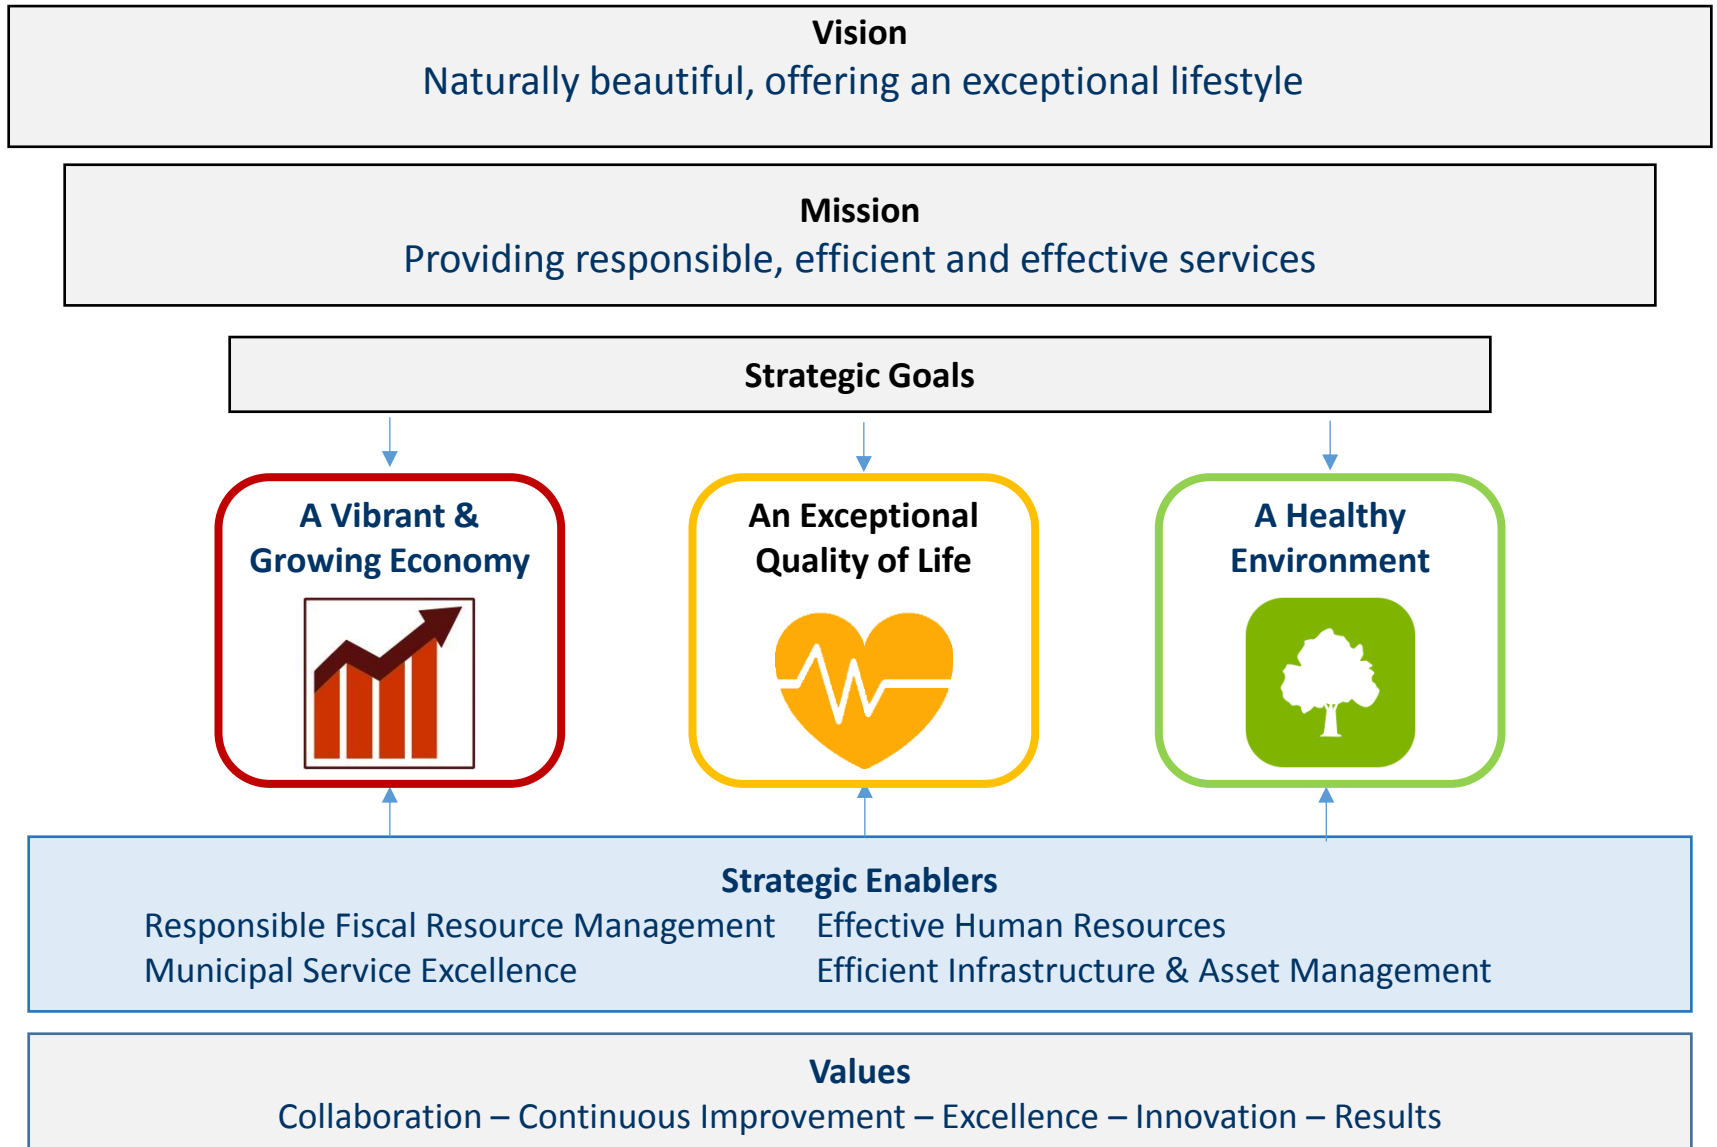 Vision
Naturally beautiful, offering an exceptional lifestyle
Mission
Providing responsible, efficient and effective services
Strategic Goals
A Vibrant &
Growing Economy
An Exceptional
Quality of Life
A Healthy
Environment
Strategic Enablers
Responsible Fiscal Resource Management Effective Human Resources
Municipal Service Excellence Efficient Infrastructure & Asset Management
Values
Collaboration – Continuous Improvement – Excellence – Innovation – Results